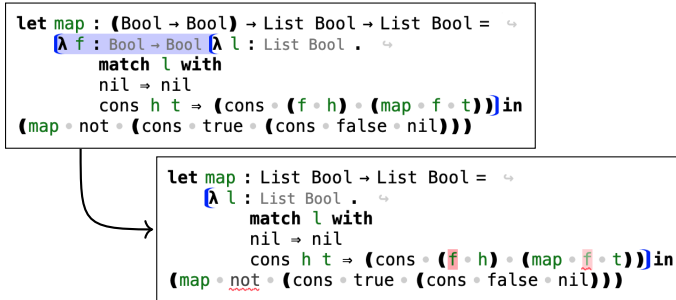 let map : (Bool → Bool) → List Bool → List Bool = ↪
[λ f : Bool → Bool [λ l : List Bool . ↪
match l with
nil ⇒ nil
cons h t ⇒ (cons • (f • h) • (map • f • t))] in
(map • not • (cons • true • (cons • false • nil)))
let map : List Bool → List Bool = ↪
[λ l : List Bool . ↪
match l with
nil ⇒ nil
cons h t ⇒ (cons • (f • h) • (map • f • t))] in
(map • not • (cons • true • (cons • false • nil)))